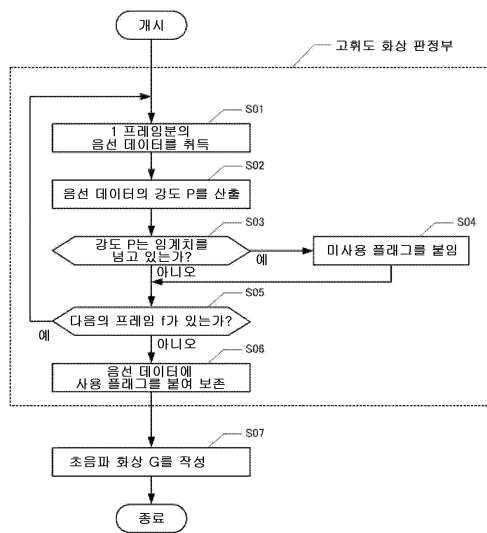 개시
고휘도 화상 판정부
S01
1 프레임분의
음선 데이터를 취득
S02
음선 데이터의 강도 P를 산출
S03
강도 P는 임계치를
넘고 있는가?
예
S04
미사용 플래그를 붙임
아니오
S05
다음의 프레임 f가 있는가?
예
아니오
S06
음선 데이터에
사용 플래그를 붙여 보존
S07
초음파 화상 G를 작성
종료